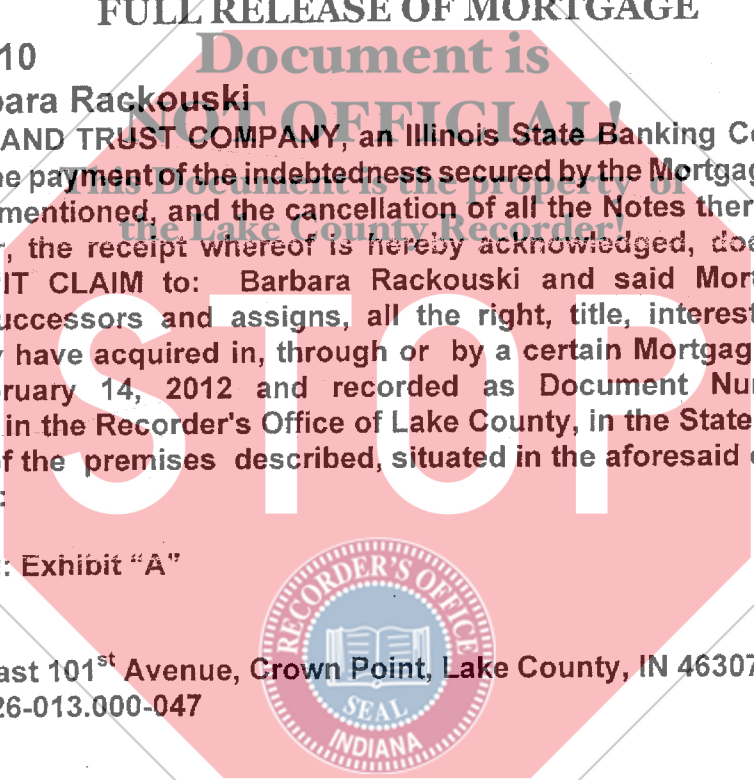 FULL RELEASE OF MORTGAGE
10
Document is
bara Rackouski
NOT OFFICIAL!
AND TRUST COMPANY, an Illinois State Banking Co
e payment of the indebtedness secured by the Mortgag
This Document is the property of
mentioned, and the cancellation of all the Notes ther
the Lake County Recorder!
, the receipt whereof is hereby acknowledged, doe
IT CLAIM to: Barbara Rackouski and said Mor
uccessors and assigns, all the right, title, interest
have acquired in, through or by a certain Mortgag
ruary 14, 2012 and recorded as Document Nu
in the Recorder's Office of Lake County, in the State
f the premises described, situated in the aforesaid
:
STOP
: Exhibit “A”
RECORDER'S OFFICE
ast 101st Avenue, Crown Point, Lake County, IN 46307
26-013.000-047
SEAL
INDIANA